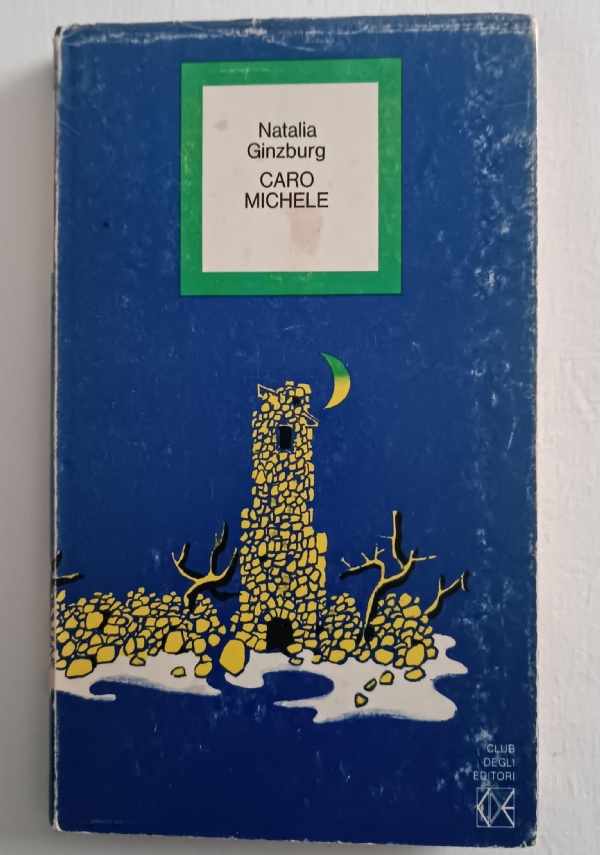 Natalia
Ginzburg
CARO
MICHELE
CLUB
DEGLI
EDITORI